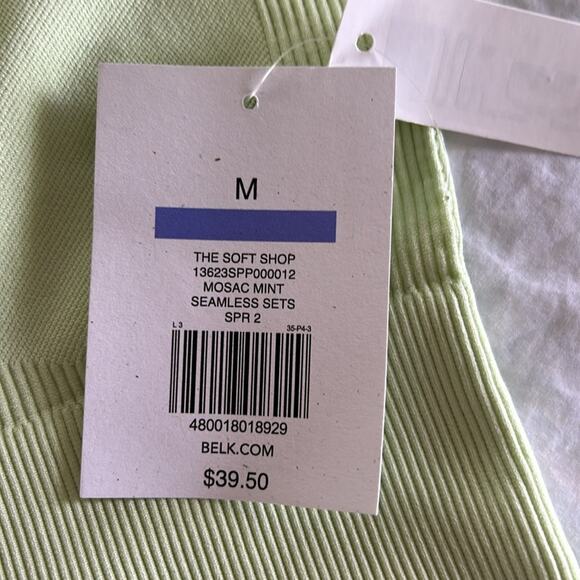 M
THE SOFT SHOP
13623SPP000012
MOSAC MINT
SEAMLESS SETS
SPR 2
L 3 35-P4-3
480018018929
BELK.COM
$39.50